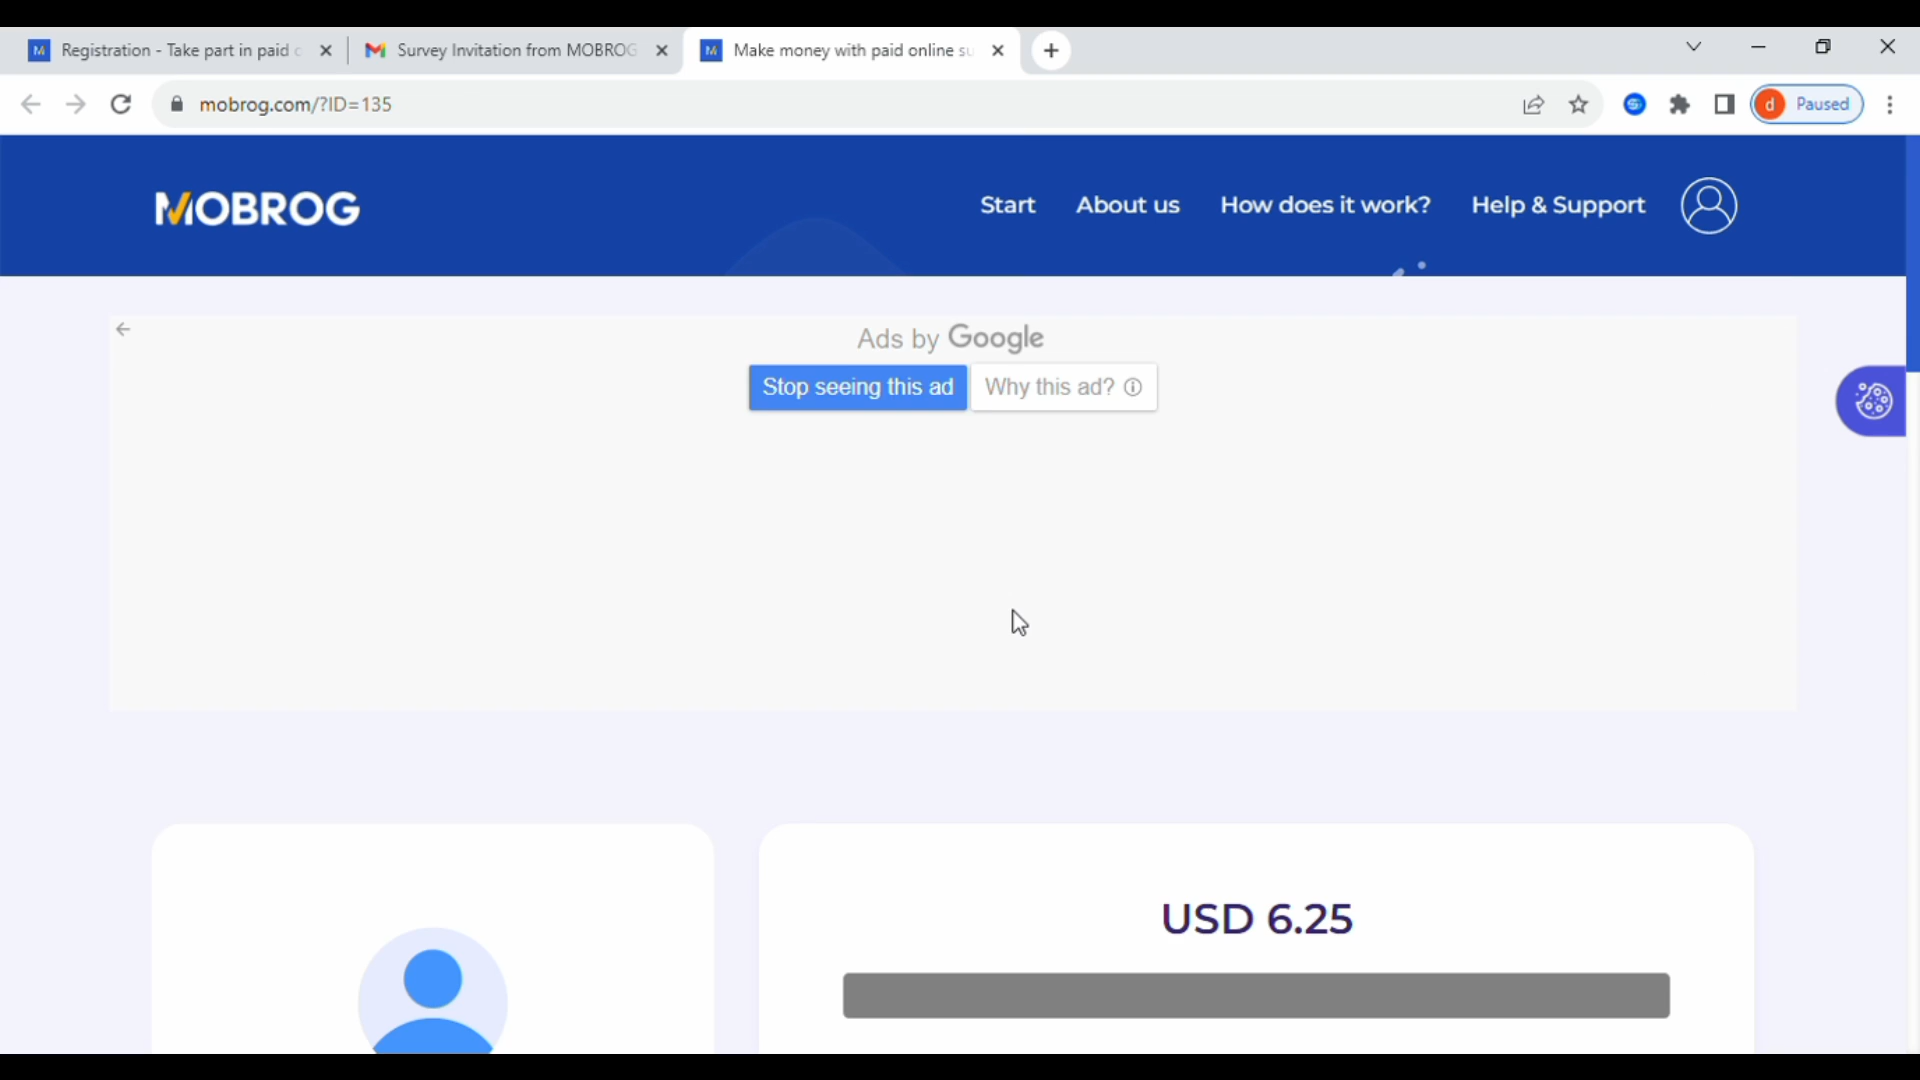 Registration - Take part in paid
Survey Invitation from MOBROG
Make money with paid online su
mobrog.com/?ID=135
d
Paused
MOBROG
Start
About us
How does it work?
Help & Support
Ads by Google
Stop seeing this ad
Why this ad?
USD 6.25